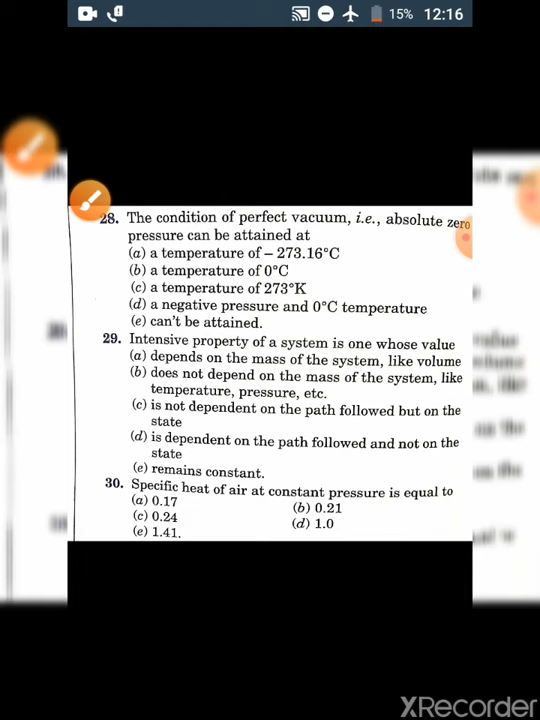 15% 12:16
28. The condition of perfect vacuum, i.e., absolute zero
pressure can be attained at
(a) a temperature of – 273.16°C
(b) a temperature of 0°C
(c) a temperature of 273°K
(d) a negative pressure and 0°C temperature
(e) can't be attained.
29. Intensive property of a system is one whose value
(a) depends on the mass of the system, like volume
(b) does not depend on the mass of the system, like
temperature, pressure, etc.
(c) is not dependent on the path followed but on the
state
(d) is dependent on the path followed and not on the
state
(e) remains constant.
30. Specific heat of air at constant pressure is equal to
(a) 0.17 (b) 0.21
(c) 0.24 (d) 1.0
(e) 1.41.
XRecorder